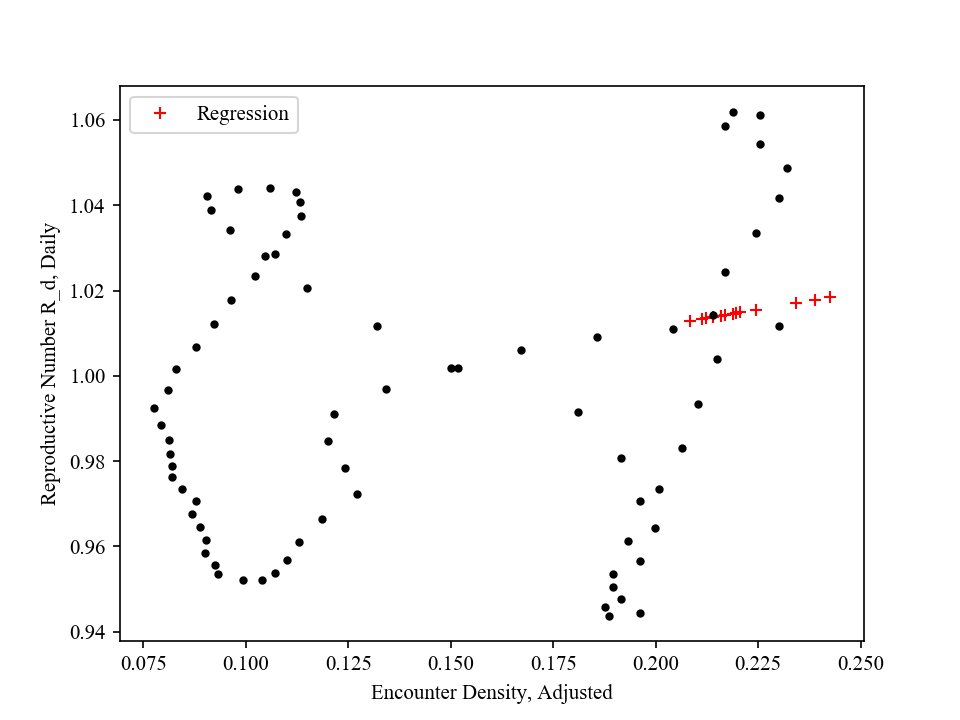 Regression
1.06
1.04
1.02
1.00
0.98
0.96
0.94
Reproductive Number R_d, Daily
0.075 0.100 0.125 0.150 0.175 0.200 0.225 0.250
Encounter Density, Adjusted